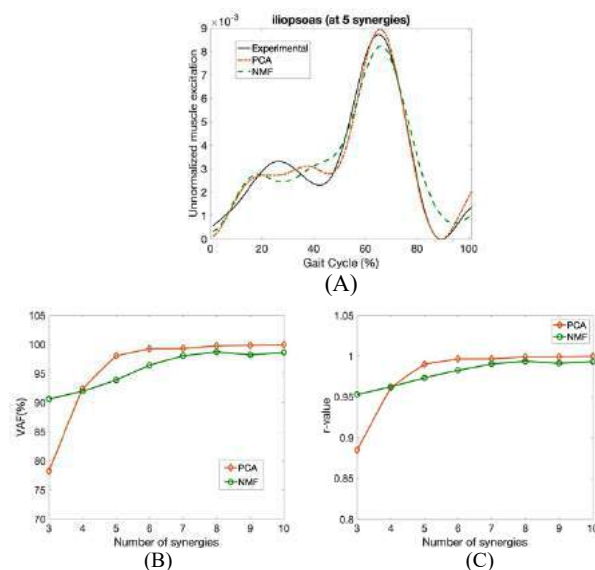 iliopsoas (at 5 synergies)
×10⁻³
Unnormalized muscle excitation
9
8
7
6
5
4
3
2
1
0
Experimental
PCA
NMF
0 20 40 60 80 100
Gait Cycle (%)
(A)
VAF(%)
105
100
95
90
85
80
75
70
PCA
NMF
3 4 5 6 7 8 9 10
Number of synergies
(B)
r-value
1.05
1
0.95
0.9
0.85
0.8
PCA
NMF
3 4 5 6 7 8 9 10
Number of synergies
(C)